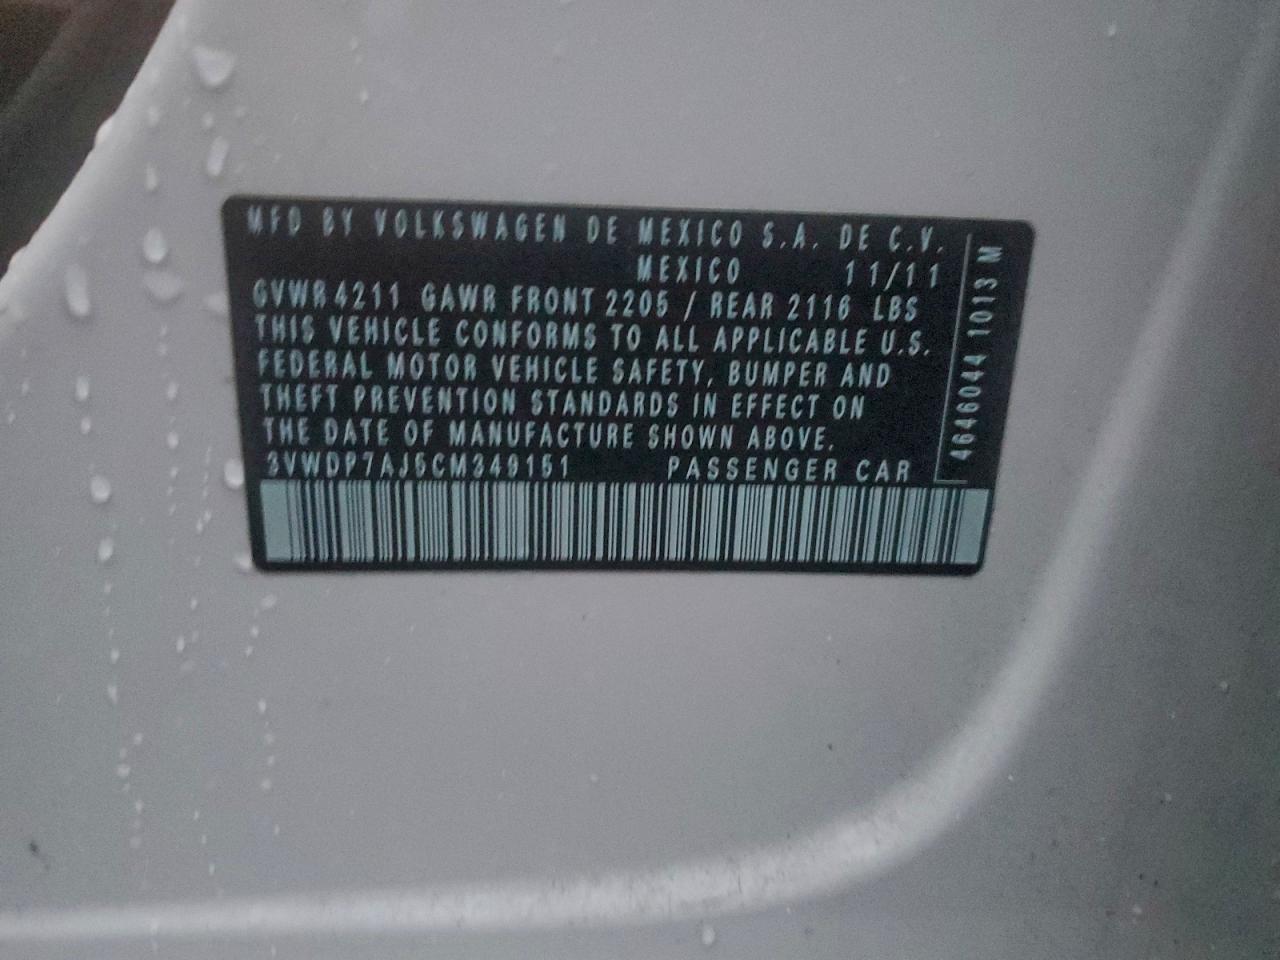 MFD BY VOLKSWAGEN DE MEXICO S.A. DE C.V.
MEXICO 11/11
GVWR 4211 GAWR FRONT 2205 / REAR 2116 LBS
THIS VEHICLE CONFORMS TO ALL APPLICABLE U.S.
FEDERAL MOTOR VEHICLE SAFETY, BUMPER AND
THEFT PREVENTION STANDARDS IN EFFECT ON
THE DATE OF MANUFACTURE SHOWN ABOVE.
3VWDP7AJ5CM349151 PASSENGER CAR
4646044 1013 M